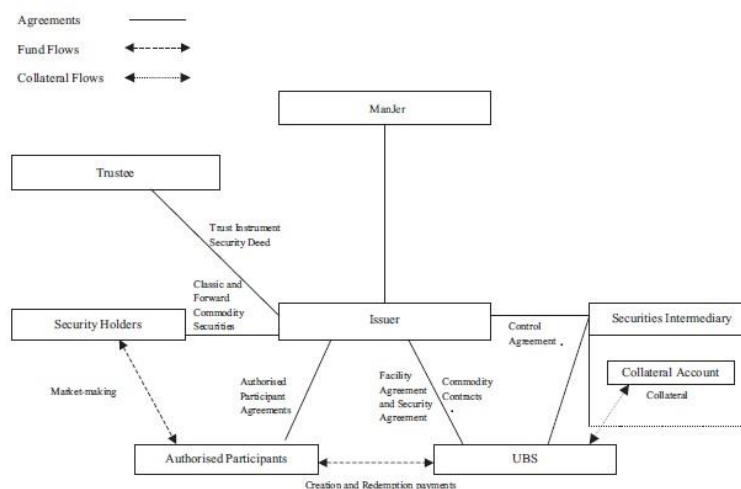 Agreements
Fund Flows
Collateral Flows
ManJer
Trustee
Trust Instrument
Security Deed
Classic and
Forward
Commodity
Securities
Security Holders
Issuer
Securities Intermediary
Control
Agreement
Collateral Account
Collateral
Market-making
Authorised
Participant
Agreements
Facility
Agreement
and Security
Agreement
Commodity
Contracts
Authorised Participants
UBS
Creation and Redemption payments